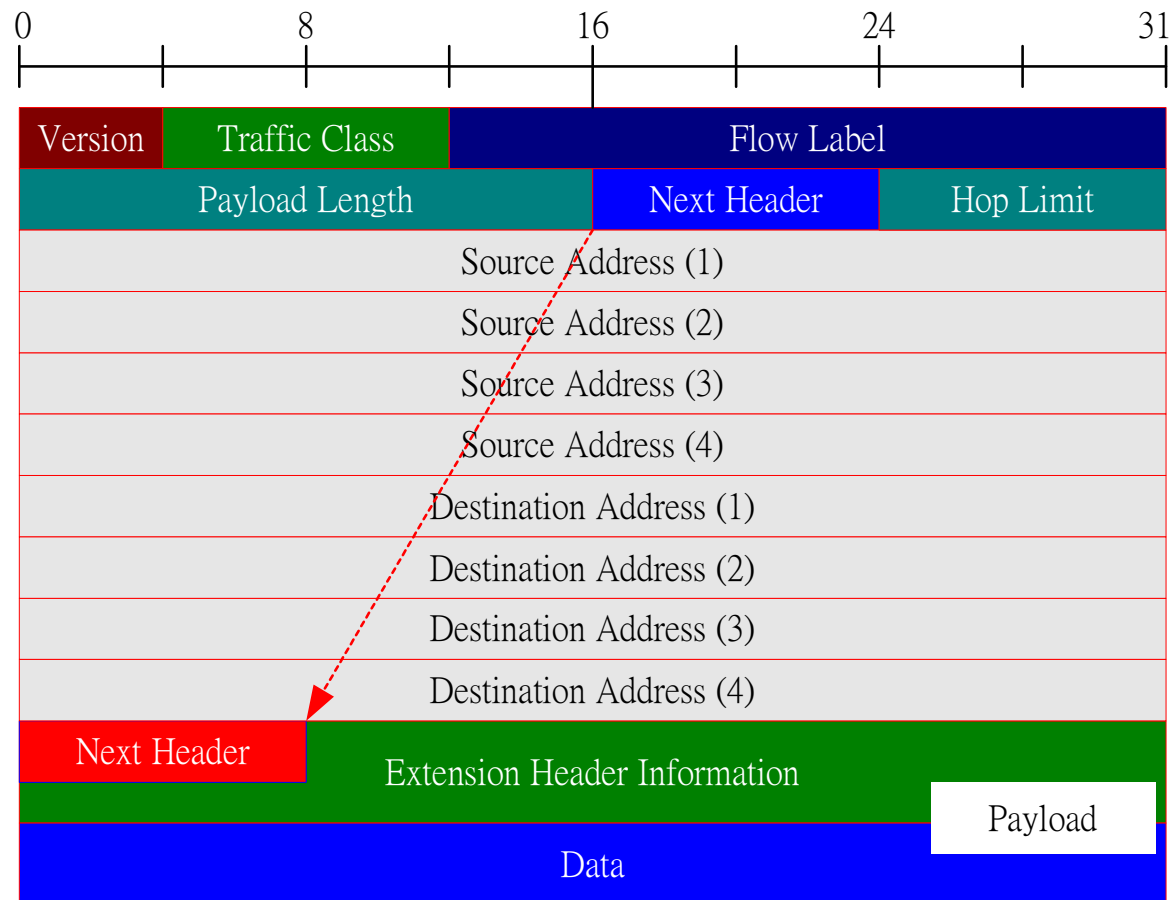 0 8 16 24 31
Version Traffic Class Flow Label
Payload Length Next Header Hop Limit
Source Address (1)
Source Address (2)
Source Address (3)
Source Address (4)
Destination Address (1)
Destination Address (2)
Destination Address (3)
Destination Address (4)
Next Header
Extension Header Information
Payload
Data